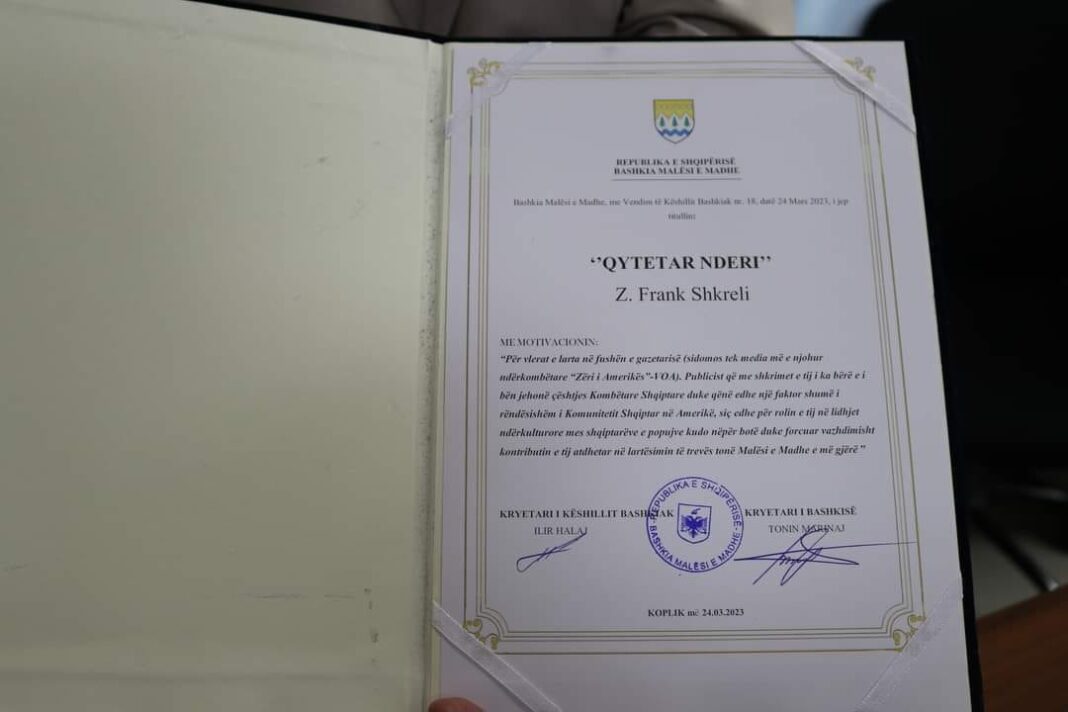 REPUBLIKA E SHQIPËRISË
BASHKIA MALËSI E MADHE
Bashkia Malësi e Madhe, me Vendim të Këshillit Bashkiak nr. 18, datë 24 Mars 2023, i jep
titullin:
‘’QYTETAR NDERI’’
Z. Frank Shkreli
ME MOTIVACIONIN:
“Për vlerat e larta në fushën e gazetarisë (sidomos tek media më e njohur
ndërkombëtare “Zëri i Amerikës”-VOA). Publicist që me shkrimet e tij i ka bërë e i
bën jehonë çështjes Kombëtare Shqiptare duke qënë edhe një faktor shumë i
rëndësishëm i Komunitetit Shqiptar në Amerikë, siç edhe për rolin e tij në lidhjet
ndërkulturore mes shqiptarëve e popujve kudo nëpër botë duke forcuar vazhdimisht
kontributin e tij atdhetar në lartësimin të trevës tonë Malësi e Madhe e më gjërë”
KRYETARI I KËSHILLIT BASHKIAK
ILIR HALAJ
REPUBLIKA E SHQIPËRISË
BASHKIA MALËSI E MADHE
KRYETARI I BASHKISË
TONIN MARINAJ
KOPLIK më 24.03.2023